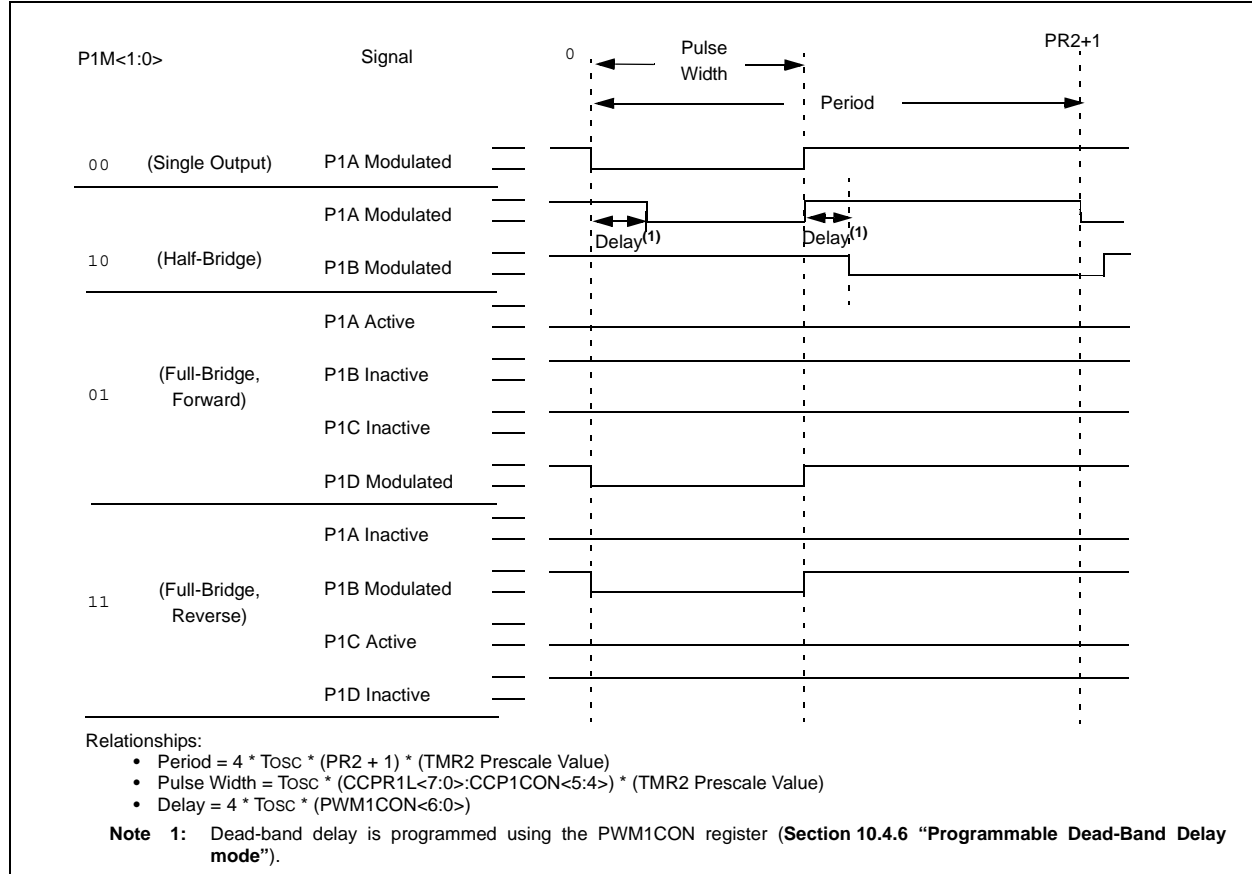 P1M<1:0> Signal 0 Pulse Width PR2+1
Period
00 (Single Output) P1A Modulated
P1A Modulated
Delay(1) Delay(1)
10 (Half-Bridge) P1B Modulated
P1A Active
01 (Full-Bridge, Forward) P1B Inactive
P1C Inactive
P1D Modulated
P1A Inactive
11 (Full-Bridge, Reverse) P1B Modulated
P1C Active
P1D Inactive
Relationships:
• Period = 4 * TOSC * (PR2 + 1) * (TMR2 Prescale Value)
• Pulse Width = TOSC * (CCPR1L<7:0>:CCP1CON<5:4>) * (TMR2 Prescale Value)
• Delay = 4 * TOSC * (PWM1CON<6:0>)
Note 1: Dead-band delay is programmed using the PWM1CON register (Section 10.4.6 “Programmable Dead-Band Delay
mode”).